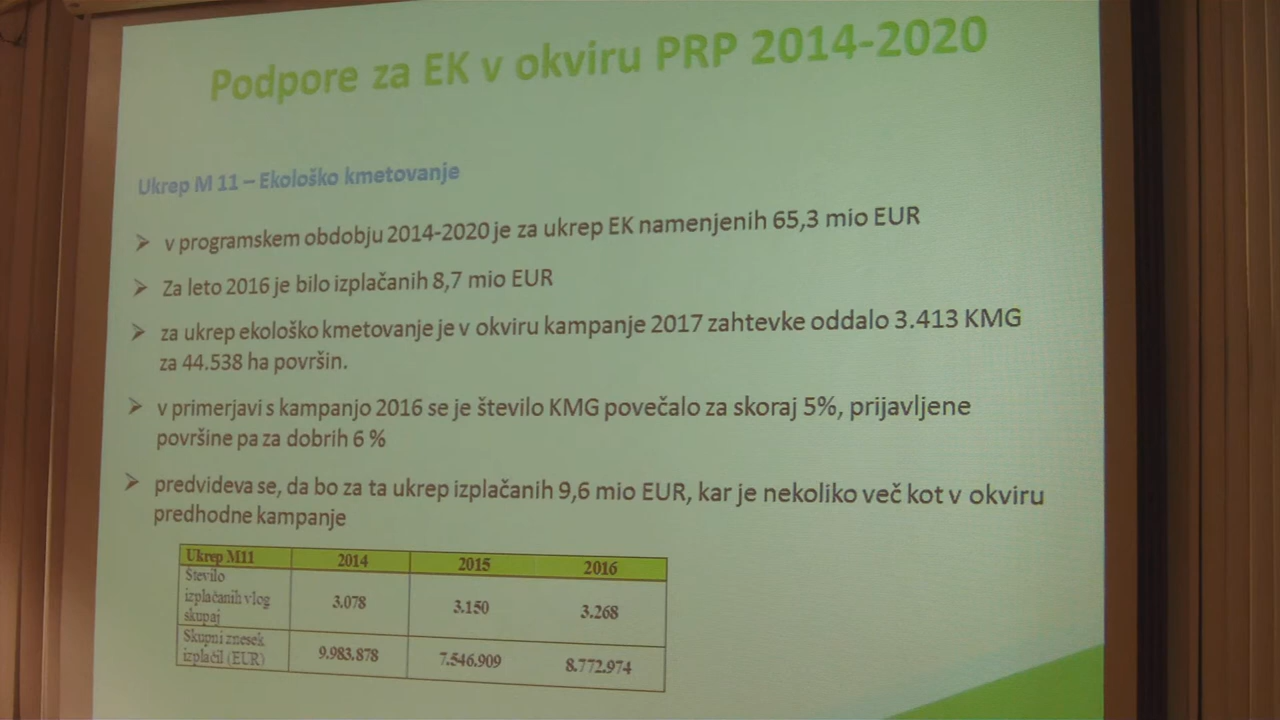 Podpore za EK v okviru PRP 2014-2020
Ukrep M 11 – Ekološko kmetovanje
v programskem obdobju 2014-2020 je za ukrep EK namenjenih 65,3 mio EUR
Za leto 2016 je bilo izplačanih 8,7 mio EUR
za ukrep ekološko kmetovanje je v okviru kampanje 2017 zahtevke oddalo 3.413 KMG
za 44.538 ha površin.
v primerjavi s kampanjo 2016 se je število KMG povečalo za skoraj 5%, prijavljene
površine pa za dobrih 6 %
predvideva se, da bo za ta ukrep izplačanih 9,6 mio EUR, kar je nekoliko več kot v okviru
predhodne kampanje
Ukrep M11 2014 2015 2016
Število
izplačanih vlog
skupaj
3.078 3.150 3.268
Skupni znesek
izplačil (EUR)
9.983.878 7.546.909 8.772.974